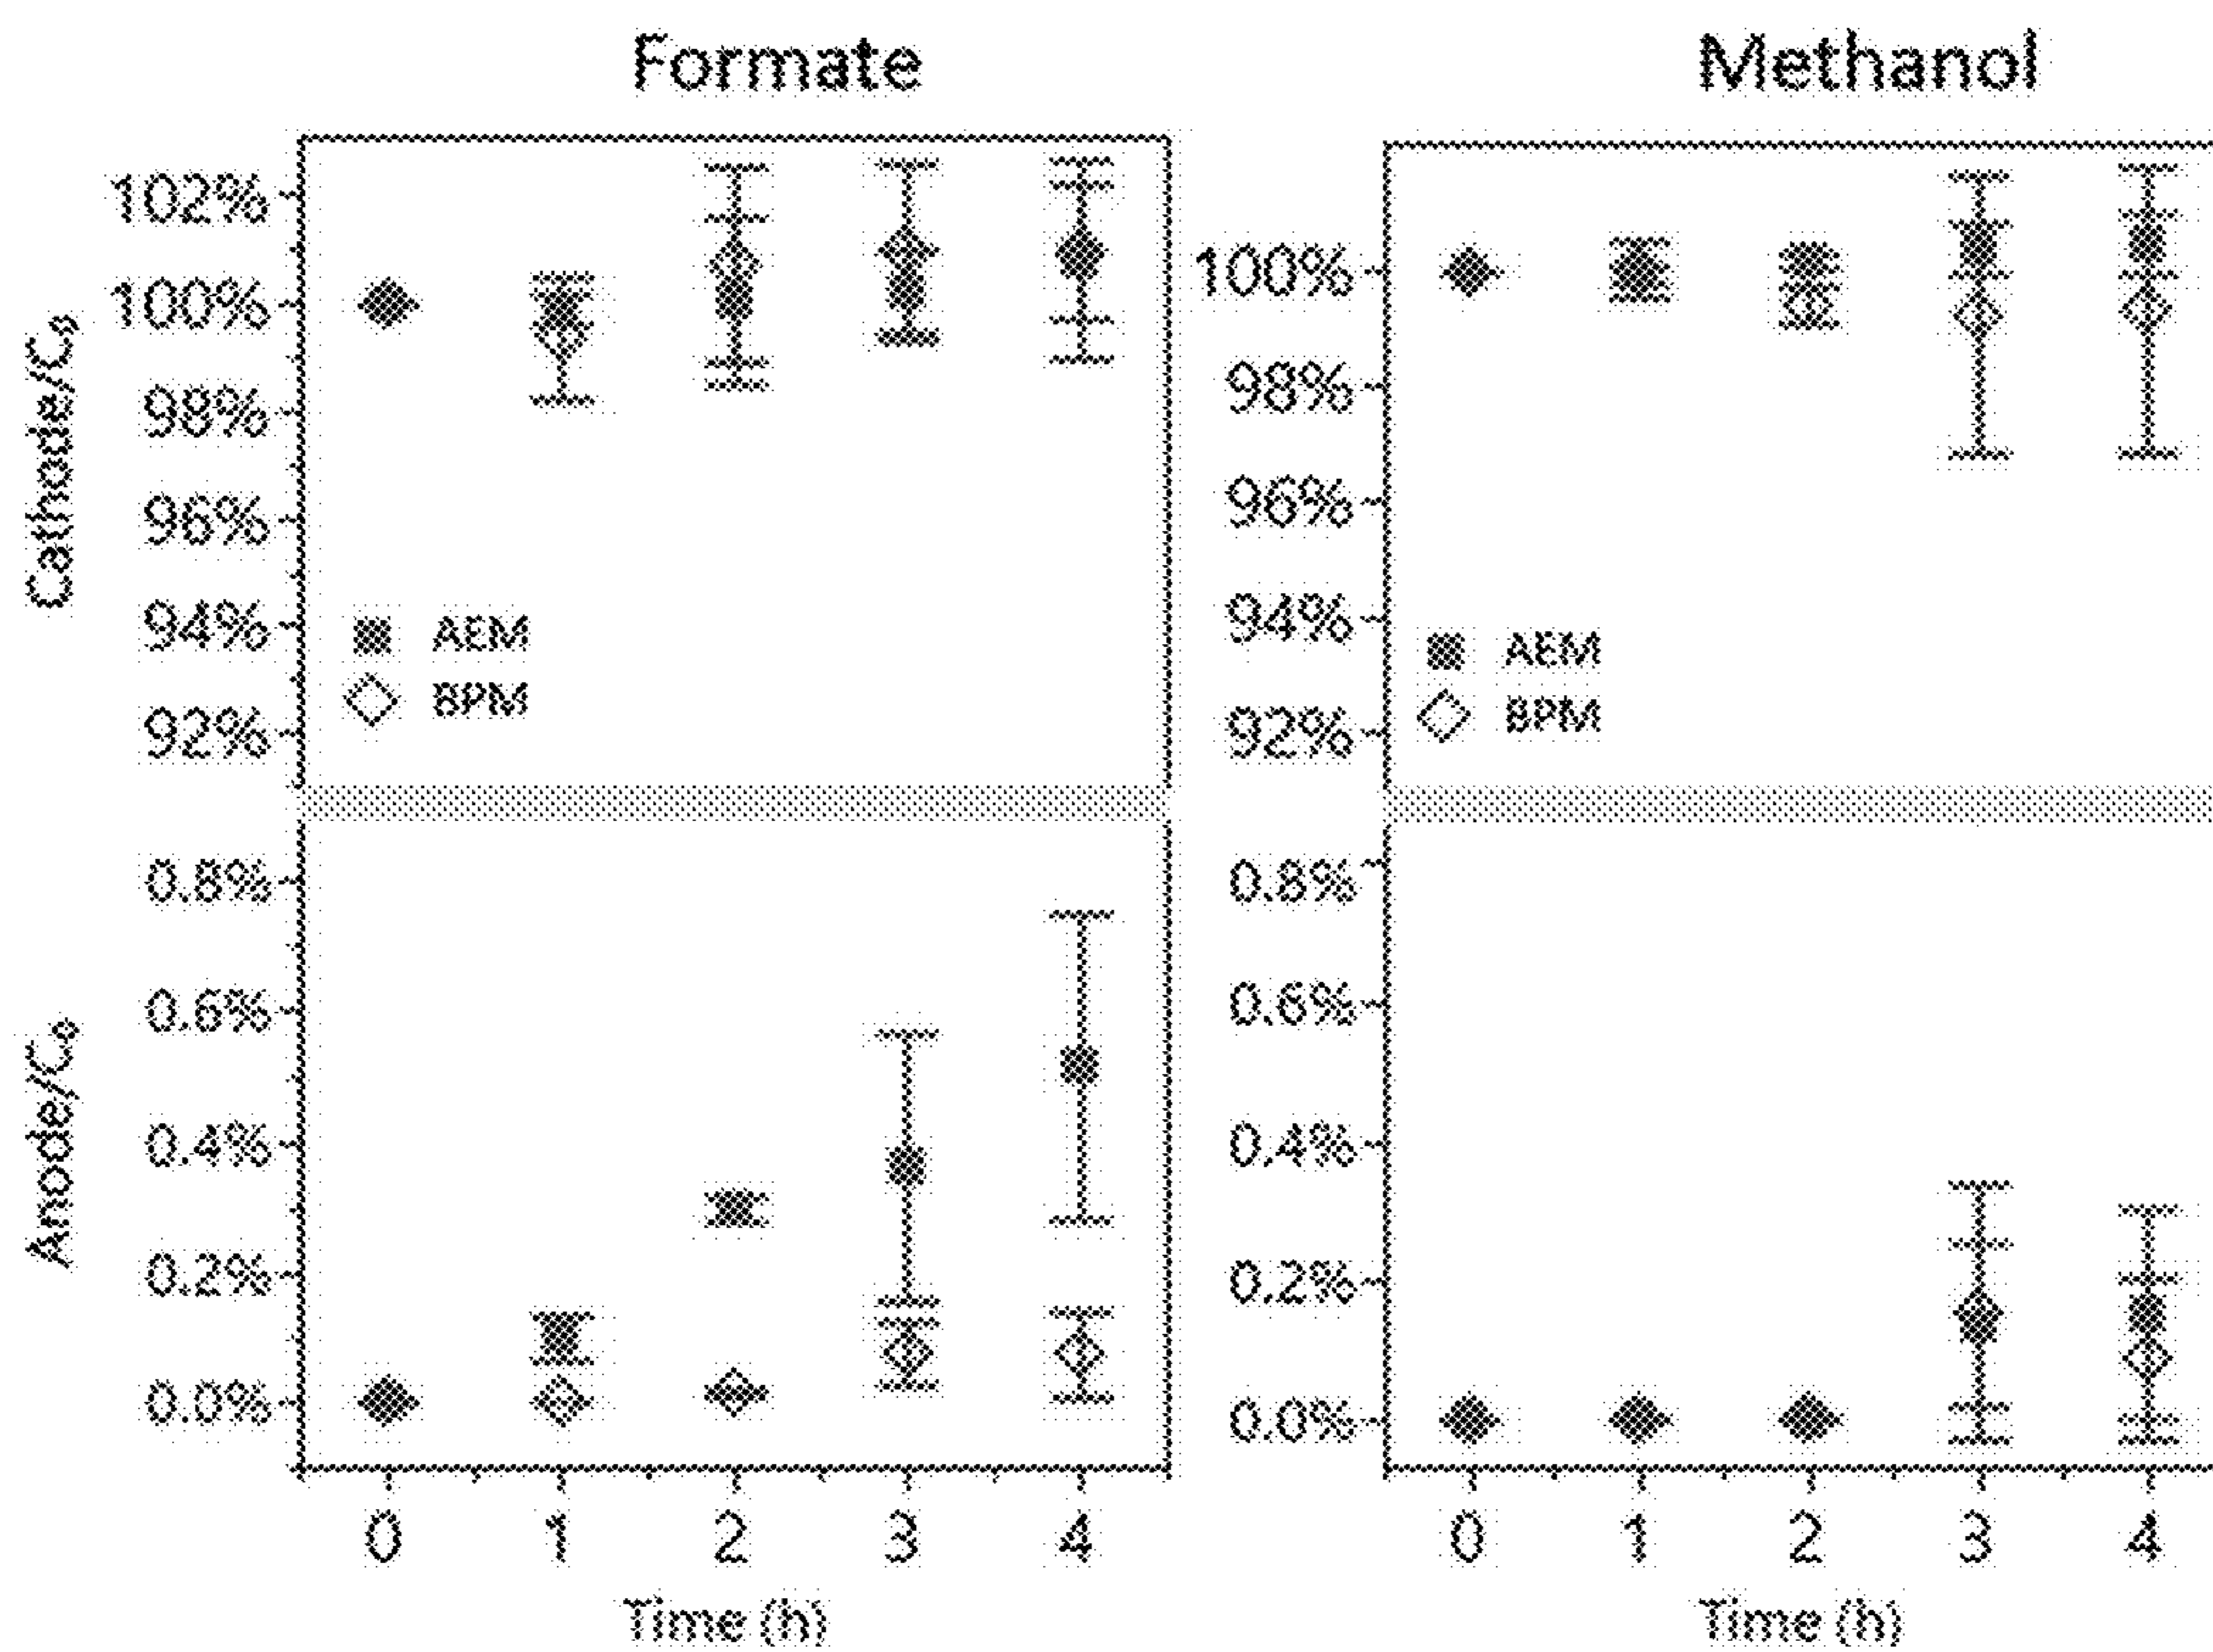 Formate
Methanol
Cathode/C₀
102%
100%
98%
96%
94%
92%
AEM
BPM
100%
98%
96%
94%
92%
AEM
BPM
Anode/C₀
0.8%
0.6%
0.4%
0.2%
0.0%
0.8%
0.6%
0.4%
0.2%
0.0%
0 1 2 3 4
0 1 2 3 4
Time (h)
Time (h)